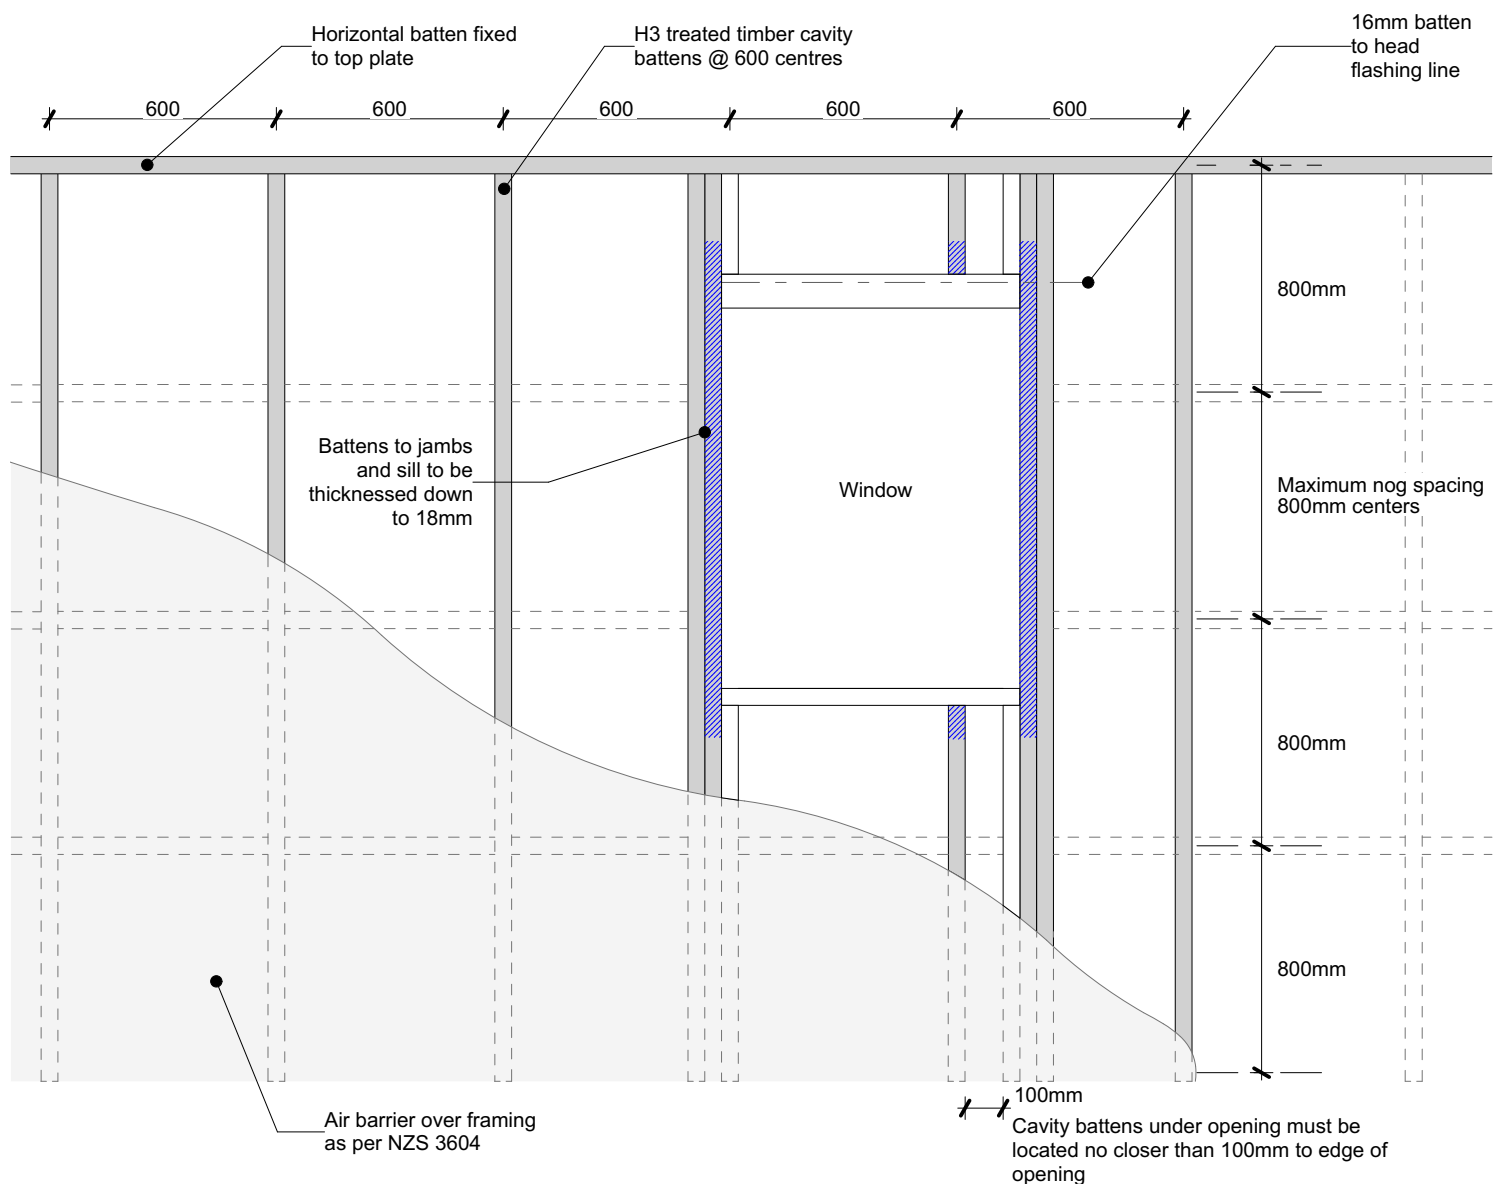 Horizontal batten fixed
to top plate
H3 treated timber cavity
battens @ 600 centres
16mm batten
to head
flashing line
600
600
600
600
600
800mm
Battens to jambs
and sill to be
thicknessed down
to 18mm
Window
Maximum nog spacing
800mm centers
800mm
800mm
100mm
Cavity battens under opening must be
located no closer than 100mm to edge of
opening
Air barrier over framing
as per NZS 3604